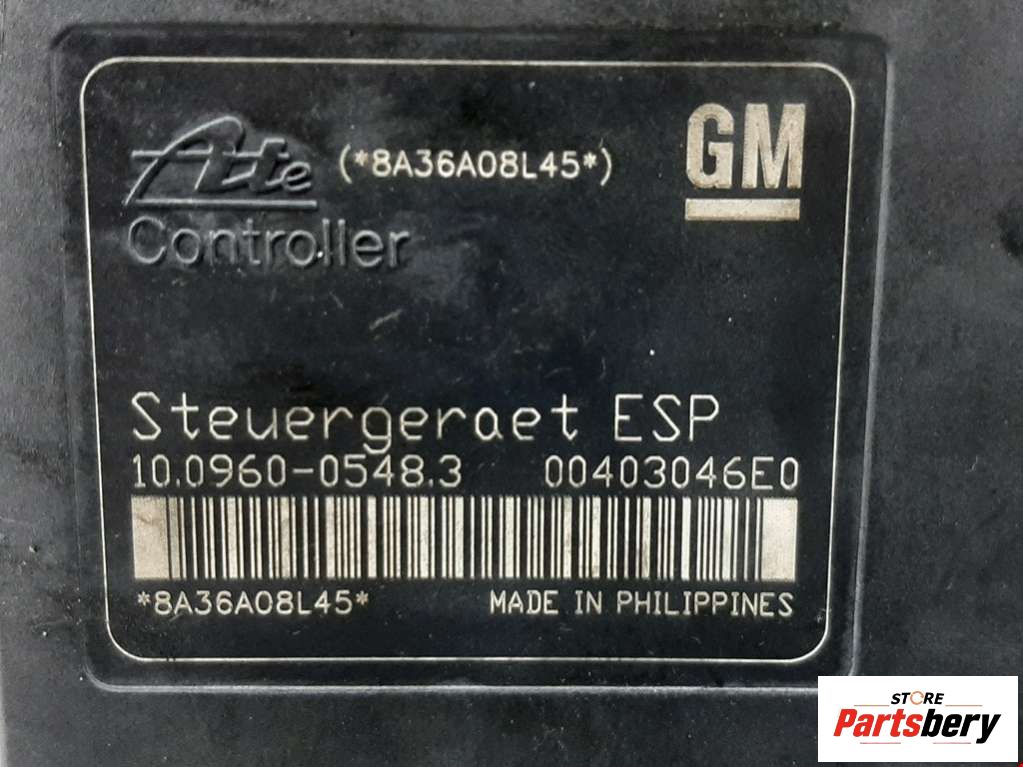 Ate (*8A36A08L45*)
GM
Controller
Steuergeraet ESP
10.0960-0548.3 00403046E0
*8A36A08L45* MADE IN PHILIPPINES
STORE
Partsbery